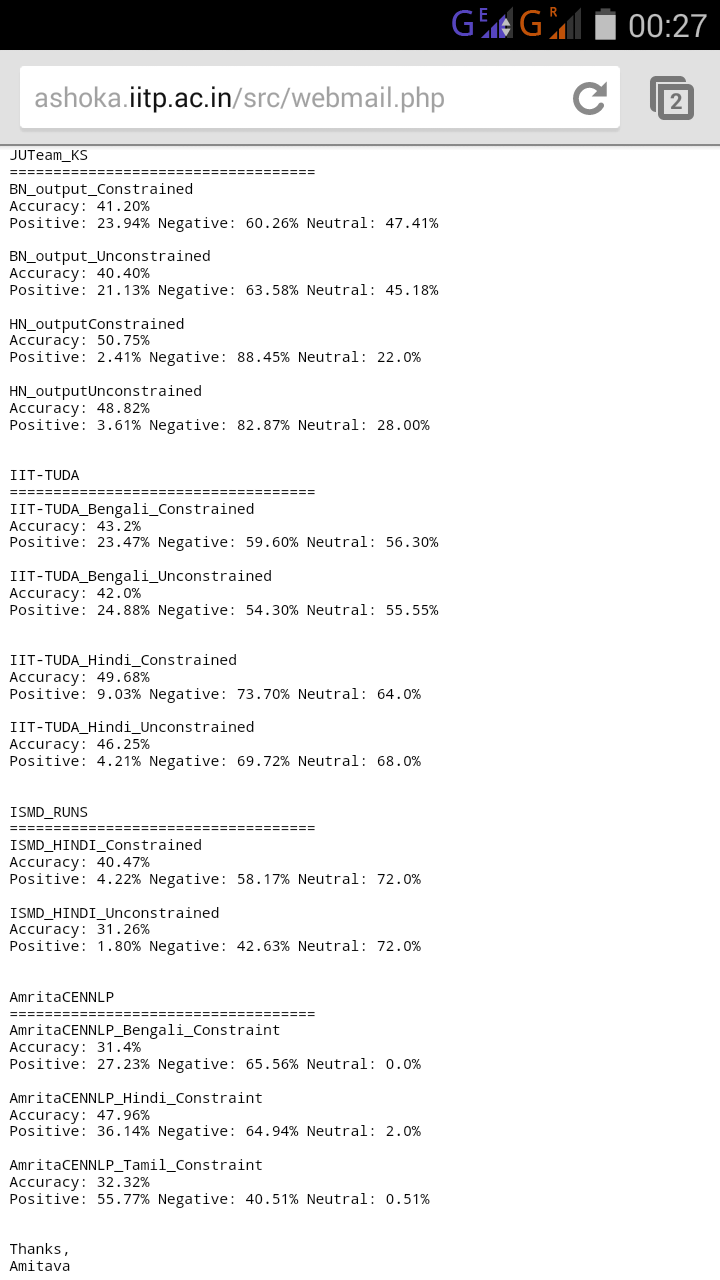 G E G R 00:27
ashoka.iitp.ac.in/src/webmail.php 2
JUTeam_KS
===================================
BN_output_Constrained
Accuracy: 41.20%
Positive: 23.94% Negative: 60.26% Neutral: 47.41%
BN_output_Unconstrained
Accuracy: 40.40%
Positive: 21.13% Negative: 63.58% Neutral: 45.18%
HN_outputConstrained
Accuracy: 50.75%
Positive: 2.41% Negative: 88.45% Neutral: 22.0%
HN_outputUnconstrained
Accuracy: 48.82%
Positive: 3.61% Negative: 82.87% Neutral: 28.00%
IIT-TUDA
===================================
IIT-TUDA_Bengali_Constrained
Accuracy: 43.2%
Positive: 23.47% Negative: 59.60% Neutral: 56.30%
IIT-TUDA_Bengali_Unconstrained
Accuracy: 42.0%
Positive: 24.88% Negative: 54.30% Neutral: 55.55%
IIT-TUDA_Hindi_Constrained
Accuracy: 49.68%
Positive: 9.03% Negative: 73.70% Neutral: 64.0%
IIT-TUDA_Hindi_Unconstrained
Accuracy: 46.25%
Positive: 4.21% Negative: 69.72% Neutral: 68.0%
ISMD_RUNS
===================================
ISMD_HINDI_Constrained
Accuracy: 40.47%
Positive: 4.22% Negative: 58.17% Neutral: 72.0%
ISMD_HINDI_Unconstrained
Accuracy: 31.26%
Positive: 1.80% Negative: 42.63% Neutral: 72.0%
AmritaCENNLP
===================================
AmritaCENNLP_Bengali_Constraint
Accuracy: 31.4%
Positive: 27.23% Negative: 65.56% Neutral: 0.0%
AmritaCENNLP_Hindi_Constraint
Accuracy: 47.96%
Positive: 36.14% Negative: 64.94% Neutral: 2.0%
AmritaCENNLP_Tamil_Constraint
Accuracy: 32.32%
Positive: 55.77% Negative: 40.51% Neutral: 0.51%
Thanks,
Amitava